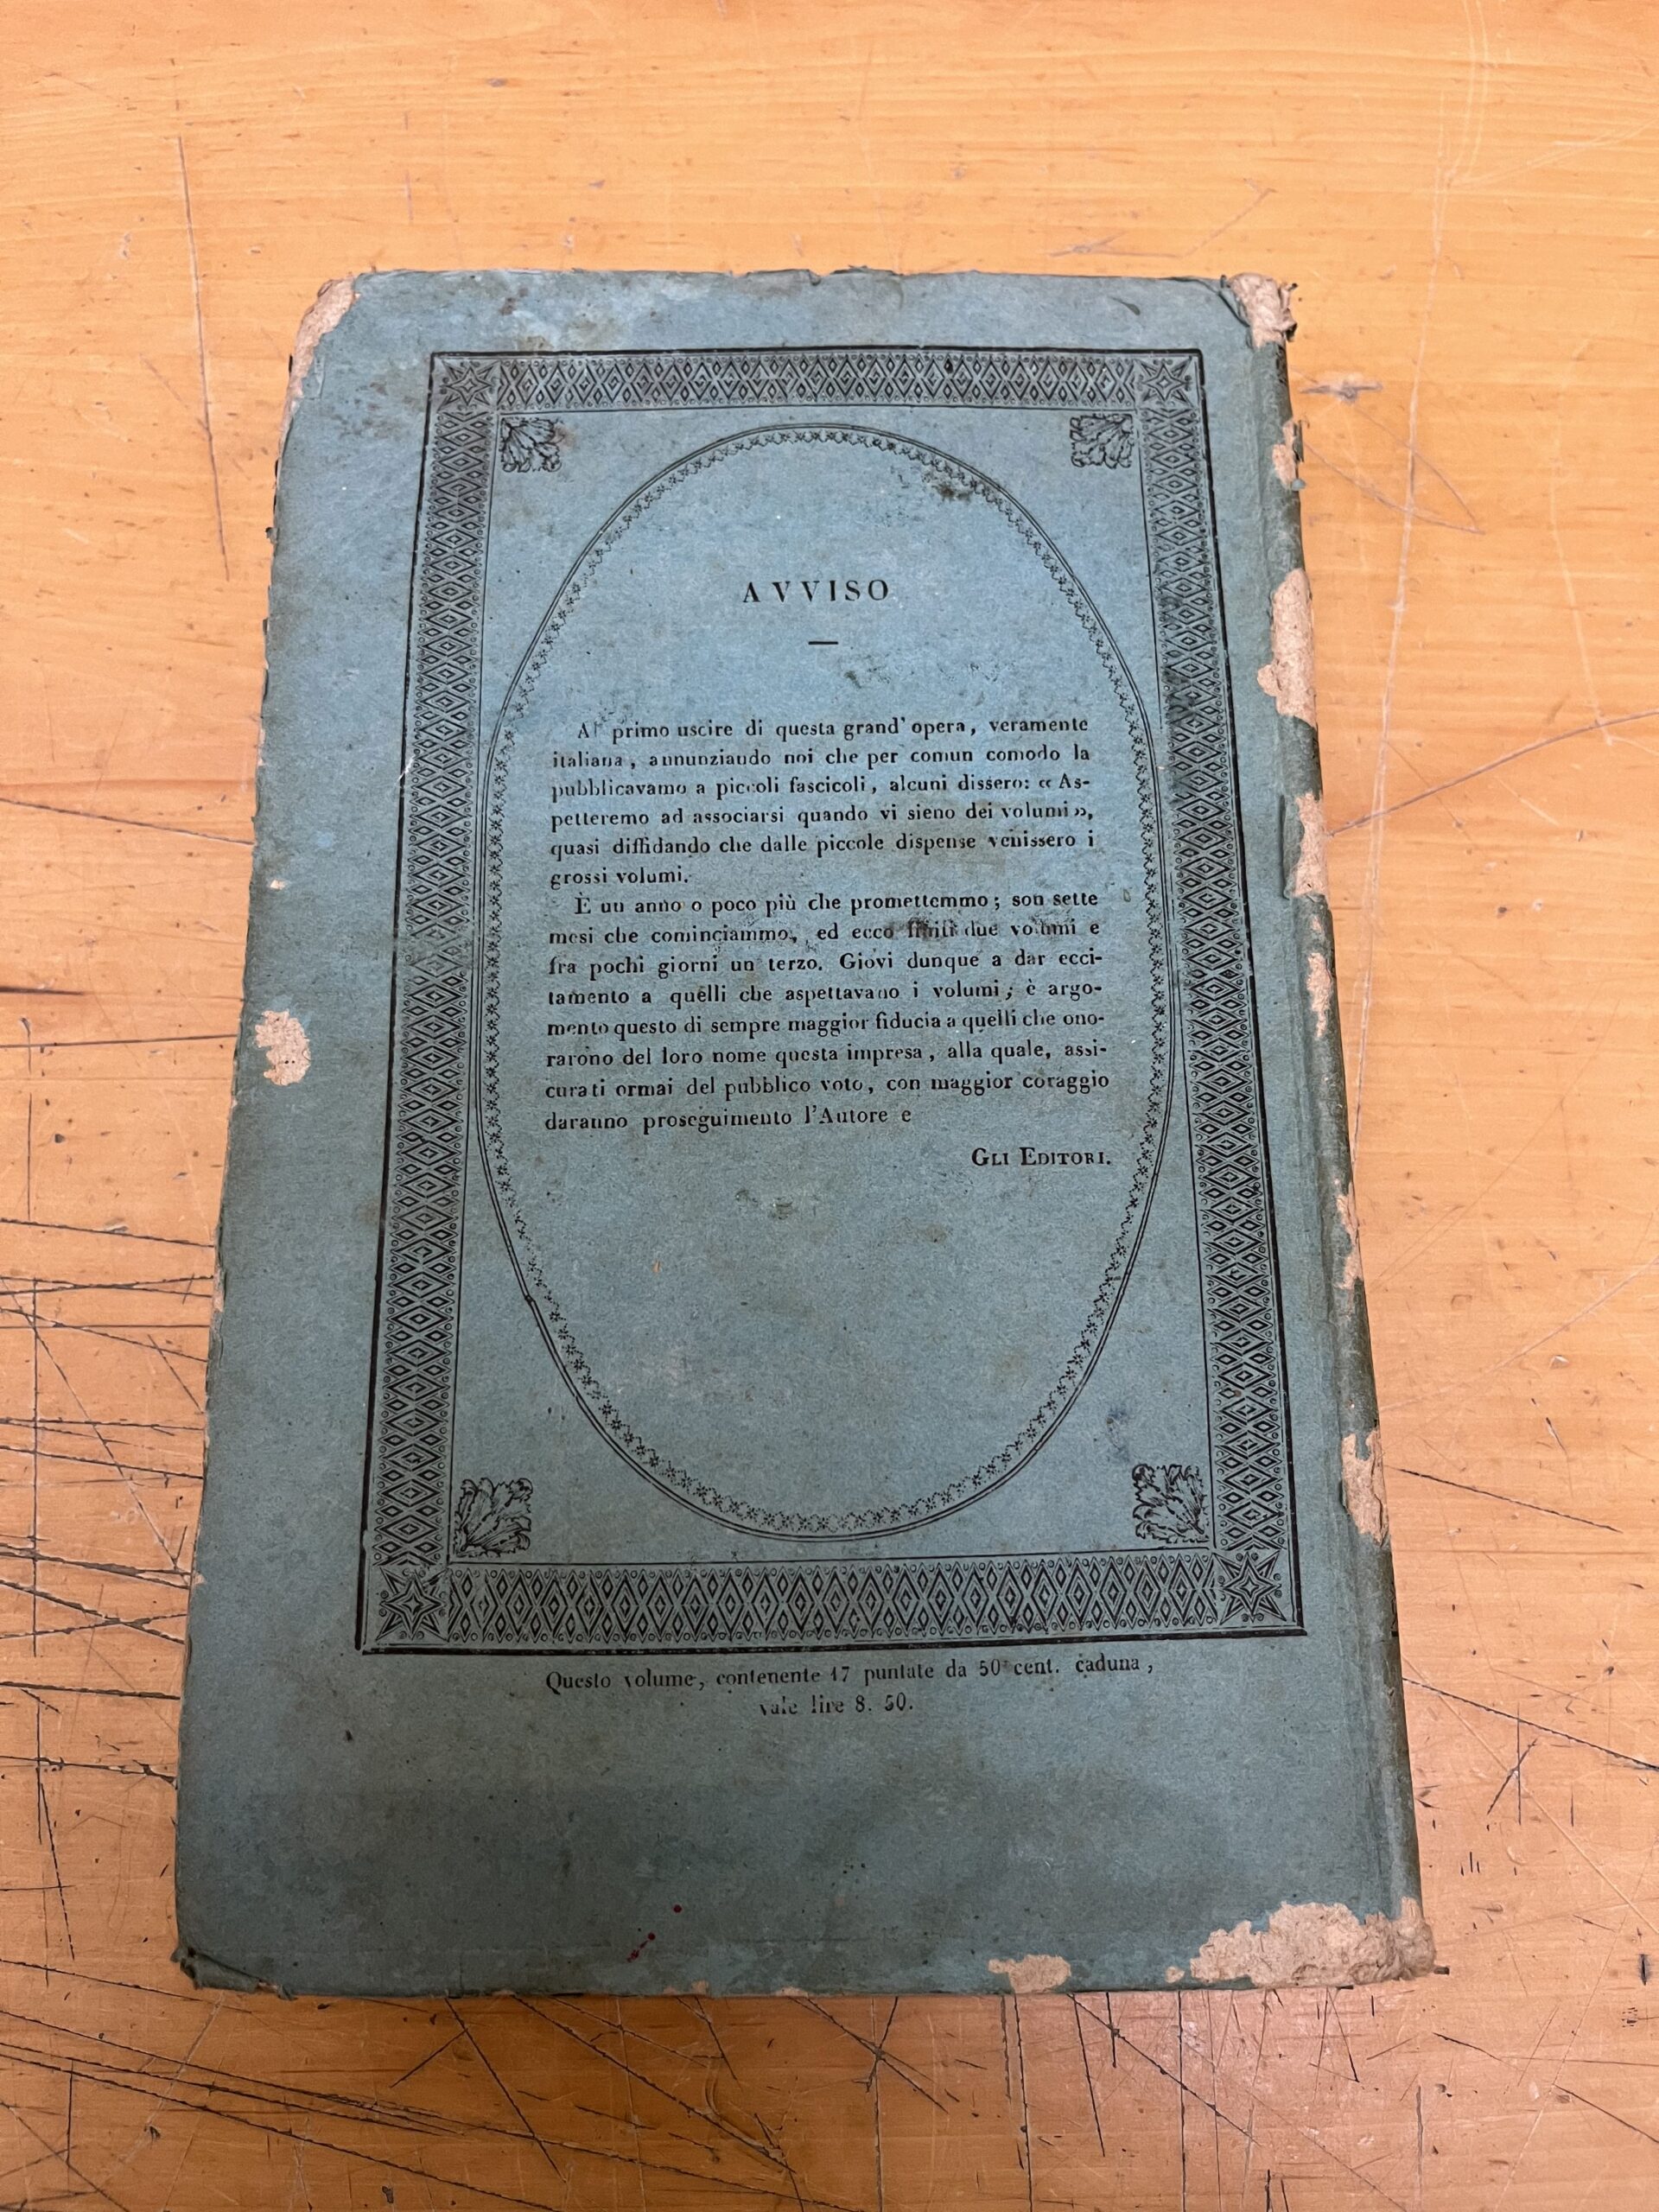 AVVISO
Al primo uscire di questa grand' opera, veramente
italiana, annunziando noi che per comun comodo la
pubblicavamo a piccoli fascicoli, alcuni dissero: « As-
petteremo ad associarsi quando vi sieno dei volumi »,
quasi diffidando che dalle piccole dispense venissero i
grossi volumi.
È un anno o poco più che promettemmo; son sette
mesi che cominciammo, ed ecco finiti due volumi e
fra pochi giorni un terzo. Giovi dunque a dar ecci-
tamento a quelli che aspettavano i volumi; è argo-
mento questo di sempre maggior fiducia a quelli che ono-
rarono del loro nome questa impresa, alla quale, assi-
curati ormai del pubblico voto, con maggior coraggio
daranno proseguimento l'Autore e
GLI EDITORI.
Questo volume, contenente 17 puntate da 50 cent. caduna,
vale lire 8. 50.